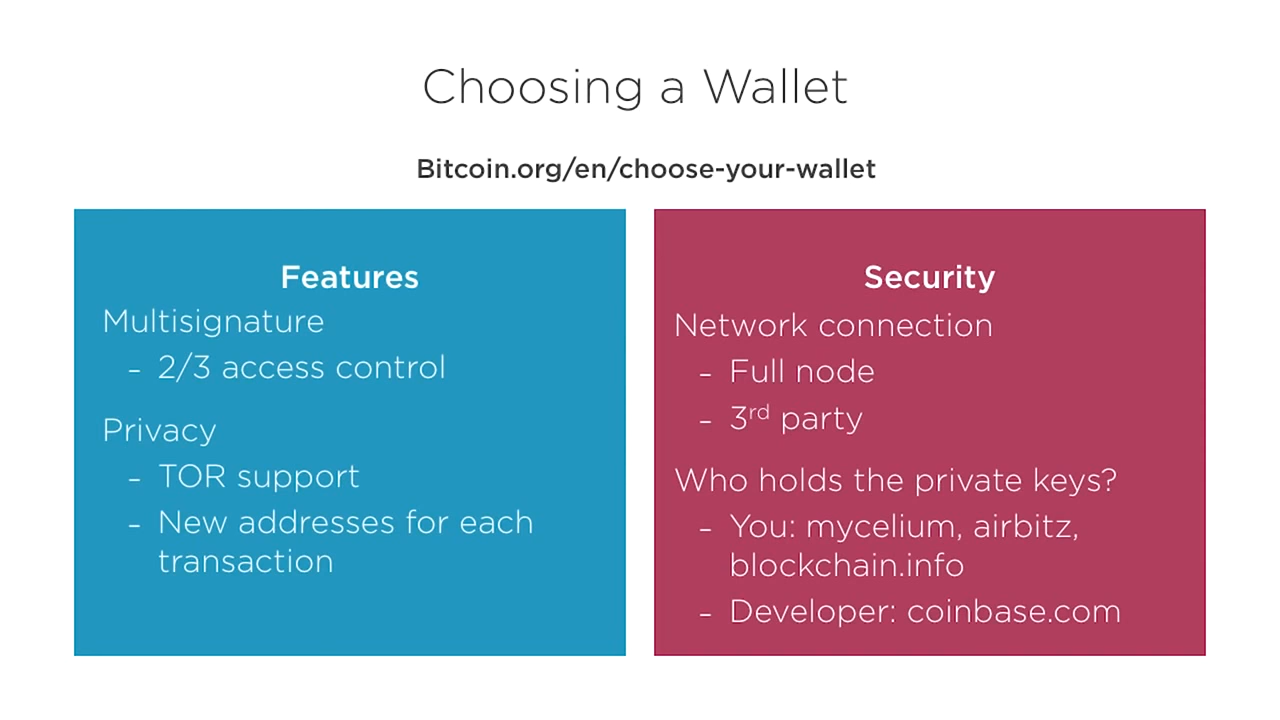 Choosing a Wallet
Bitcoin.org/en/choose-your-wallet
Features
Multisignature
- 2/3 access control
Privacy
- TOR support
- New addresses for each
transaction
Security
Network connection
- Full node
- 3rd party
Who holds the private keys?
- You: mycelium, airbitz,
blockchain.info
- Developer: coinbase.com